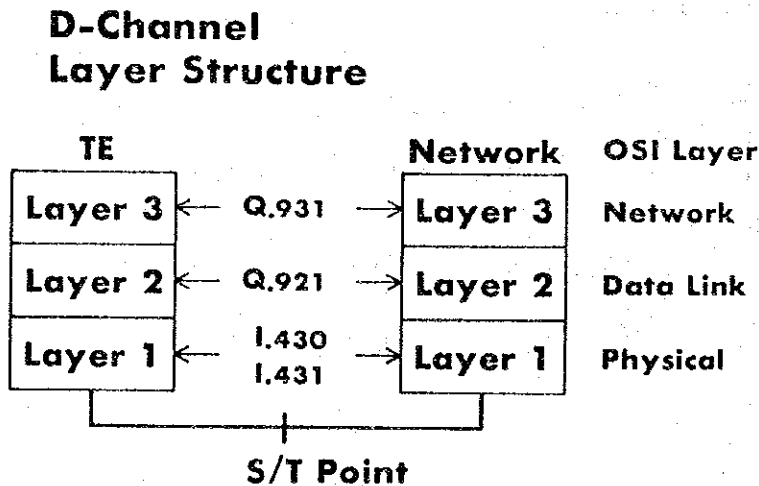 D-Channel
Layer Structure
TE
Network
OSI Layer
Layer 3
Q.931
Layer 3
Network
Layer 2
Q.921
Layer 2
Data Link
Layer 1
I.430
I.431
Layer 1
Physical
S/T Point